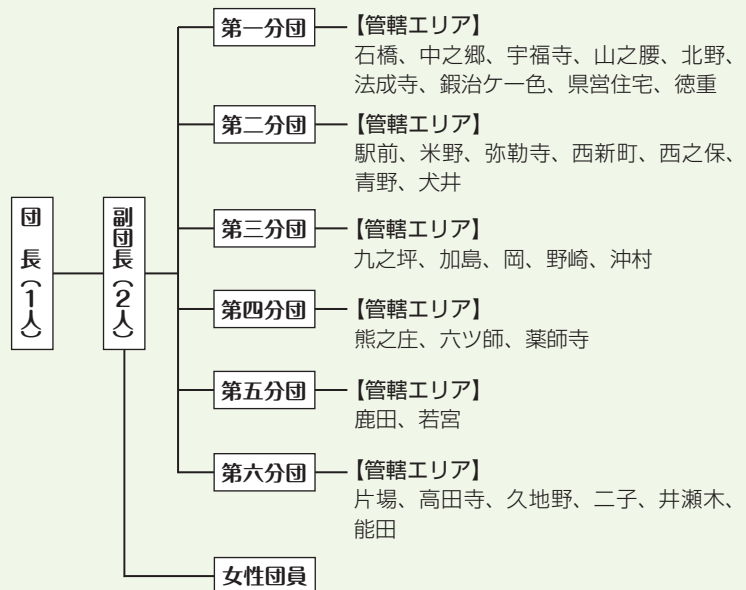 団長（1人）
副団長（2人）
第一分団
【管轄エリア】
石橋、中之郷、宇福寺、山之腰、北野、
法成寺、鍜治ケ一色、県営住宅、徳重
第二分団
【管轄エリア】
駅前、米野、弥勒寺、西新町、西之保、
青野、犬井
第三分団
【管轄エリア】
九之坪、加島、岡、野崎、沖村
第四分団
【管轄エリア】
熊之庄、六ツ師、薬師寺
第五分団
【管轄エリア】
鹿田、若宮
第六分団
【管轄エリア】
片場、高田寺、久地野、二子、井瀬木、
能田
女性団員